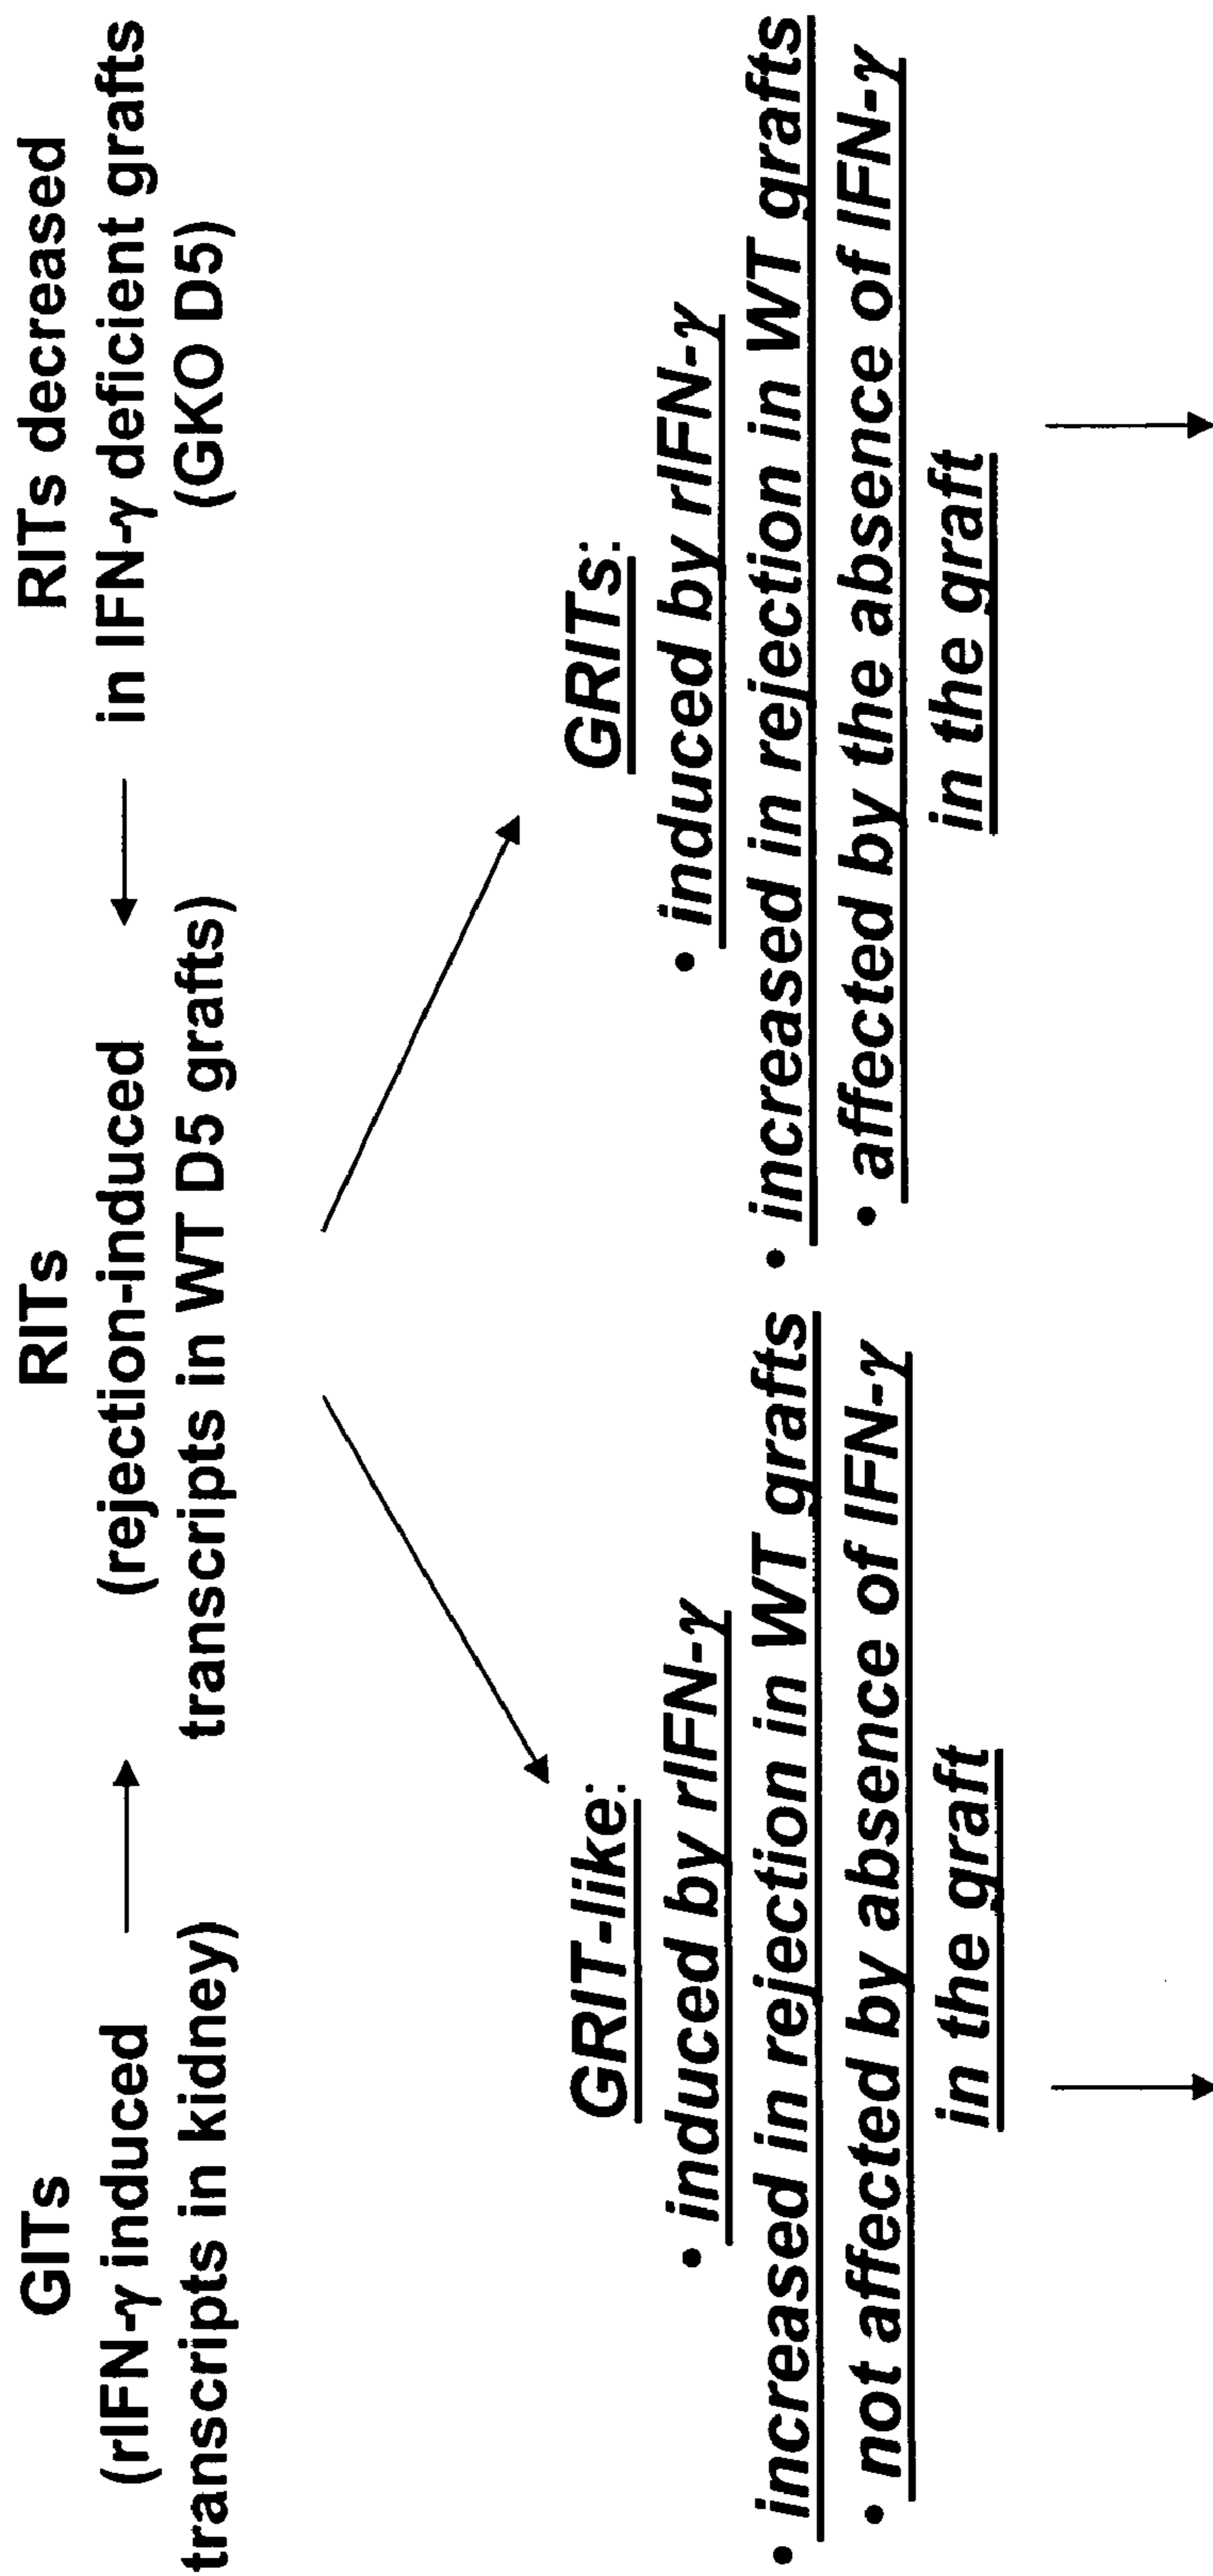 GITs
(rIFN-γ induced
transcripts in kidney)
RITs
(rejection-induced
transcripts in WT D5 grafts)
RITs decreased
in IFN-γ deficient grafts
(GKO D5)
GRIT-like:
• induced by rIFN-γ
• increased in rejection in WT grafts
• not affected by absence of IFN-γ
in the graft
GRITs:
• induced by rIFN-γ
• increased in rejection in WT grafts
• affected by the absence of IFN-γ
in the graft